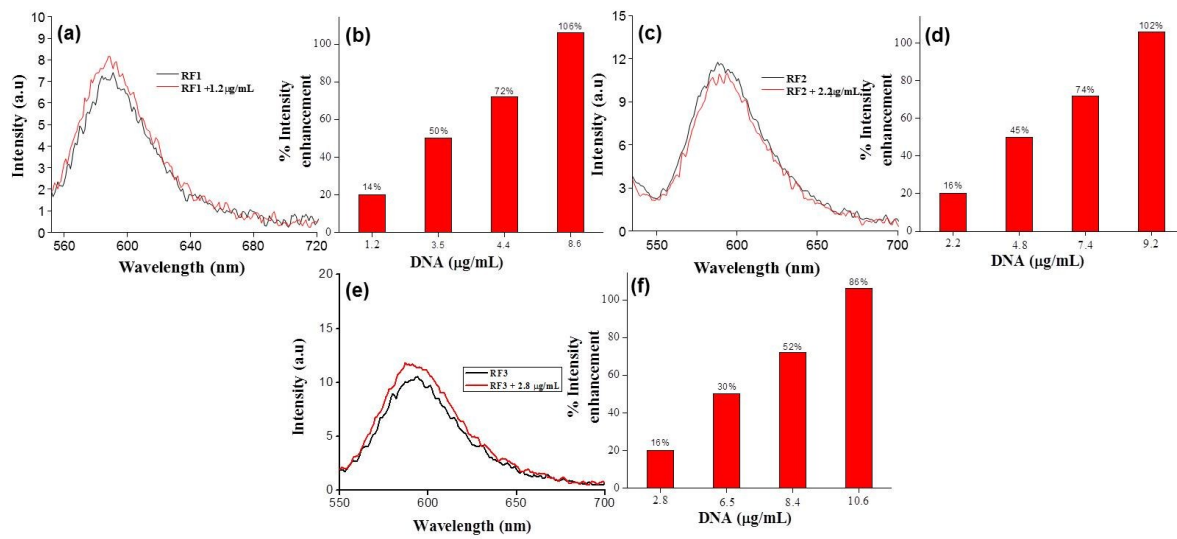 (a)
10
9
8
7
6
5
4
3
2
1
0
Intensity (a.u)
RF1
RF1 +1.2µg/mL
560 600 640 680 720
Wavelength (nm)
(b)
100
80
60
40
20
0
% Intensity
enhancement
14%
50%
72%
106%
1.2 3.5 4.4 8.6
DNA (µg/mL)
(c)
15
12
9
6
3
0
Intensity (a.u)
RF2
RF2 + 2.2µg/mL
550 600 650 700
Wavelength (nm)
(d)
100
80
60
40
20
0
% Intensity
enhancement
16%
45%
74%
102%
2.2 4.8 7.4 9.2
DNA (µg/mL)
(e)
20
15
10
5
0
Intensity (a.u)
RF3
RF3 + 2.8 µg/mL
550 600 650 700
Wavelength (nm)
(f)
100
80
60
40
20
0
% Intensity
enhancement
16%
30%
52%
86%
2.8 6.5 8.4 10.6
DNA (µg/mL)